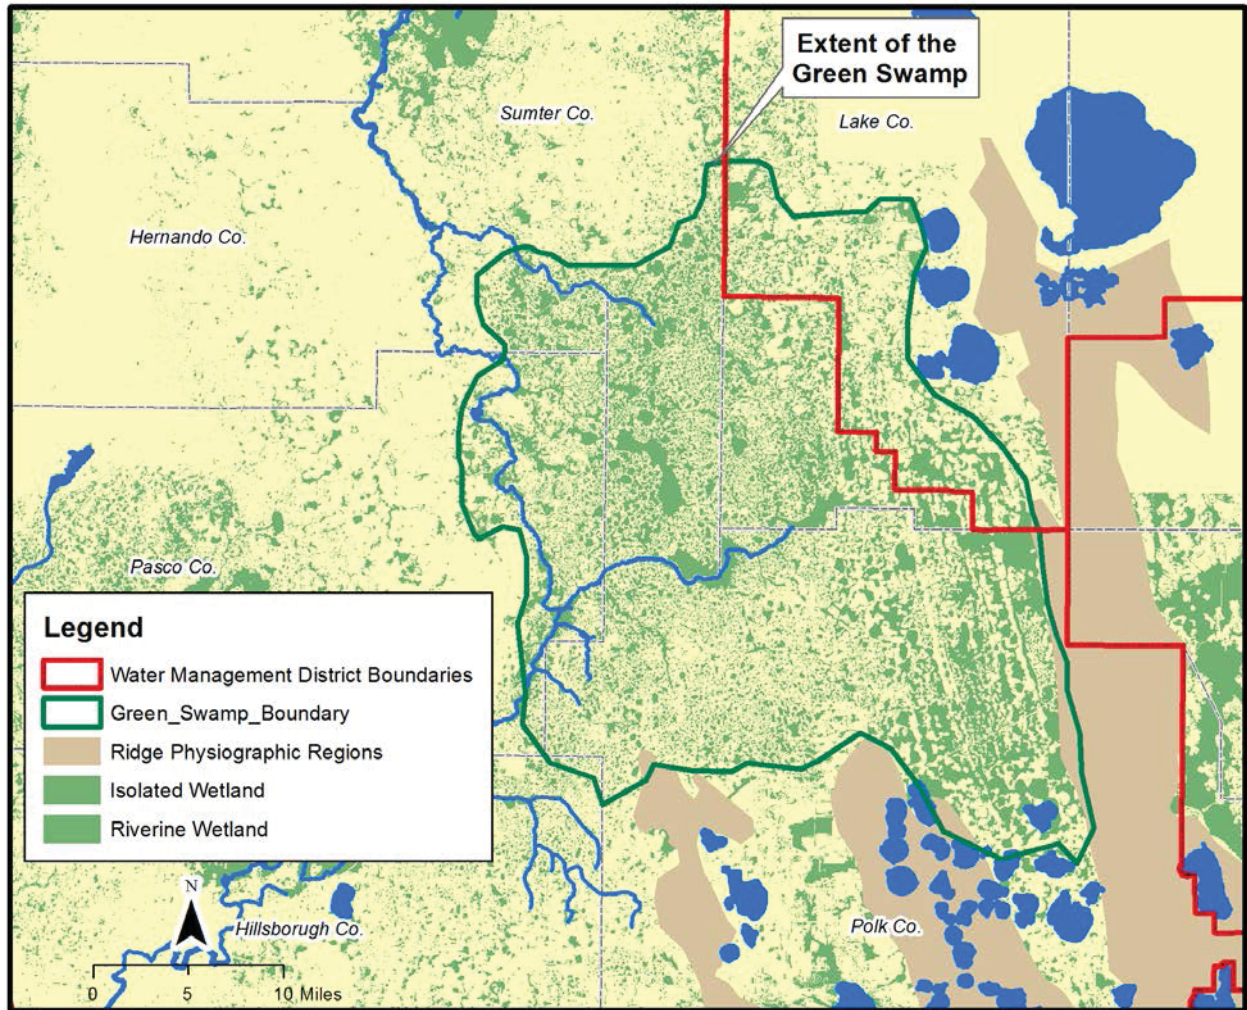 Extent of the
Green Swamp
Sumter Co.
Lake Co.
Hernando Co.
Pasco Co.
Legend
Water Management District Boundaries
Green_Swamp_Boundary
Ridge Physiographic Regions
Isolated Wetland
Riverine Wetland
N
Hillsborough Co.
Polk Co.
0 5 10 Miles